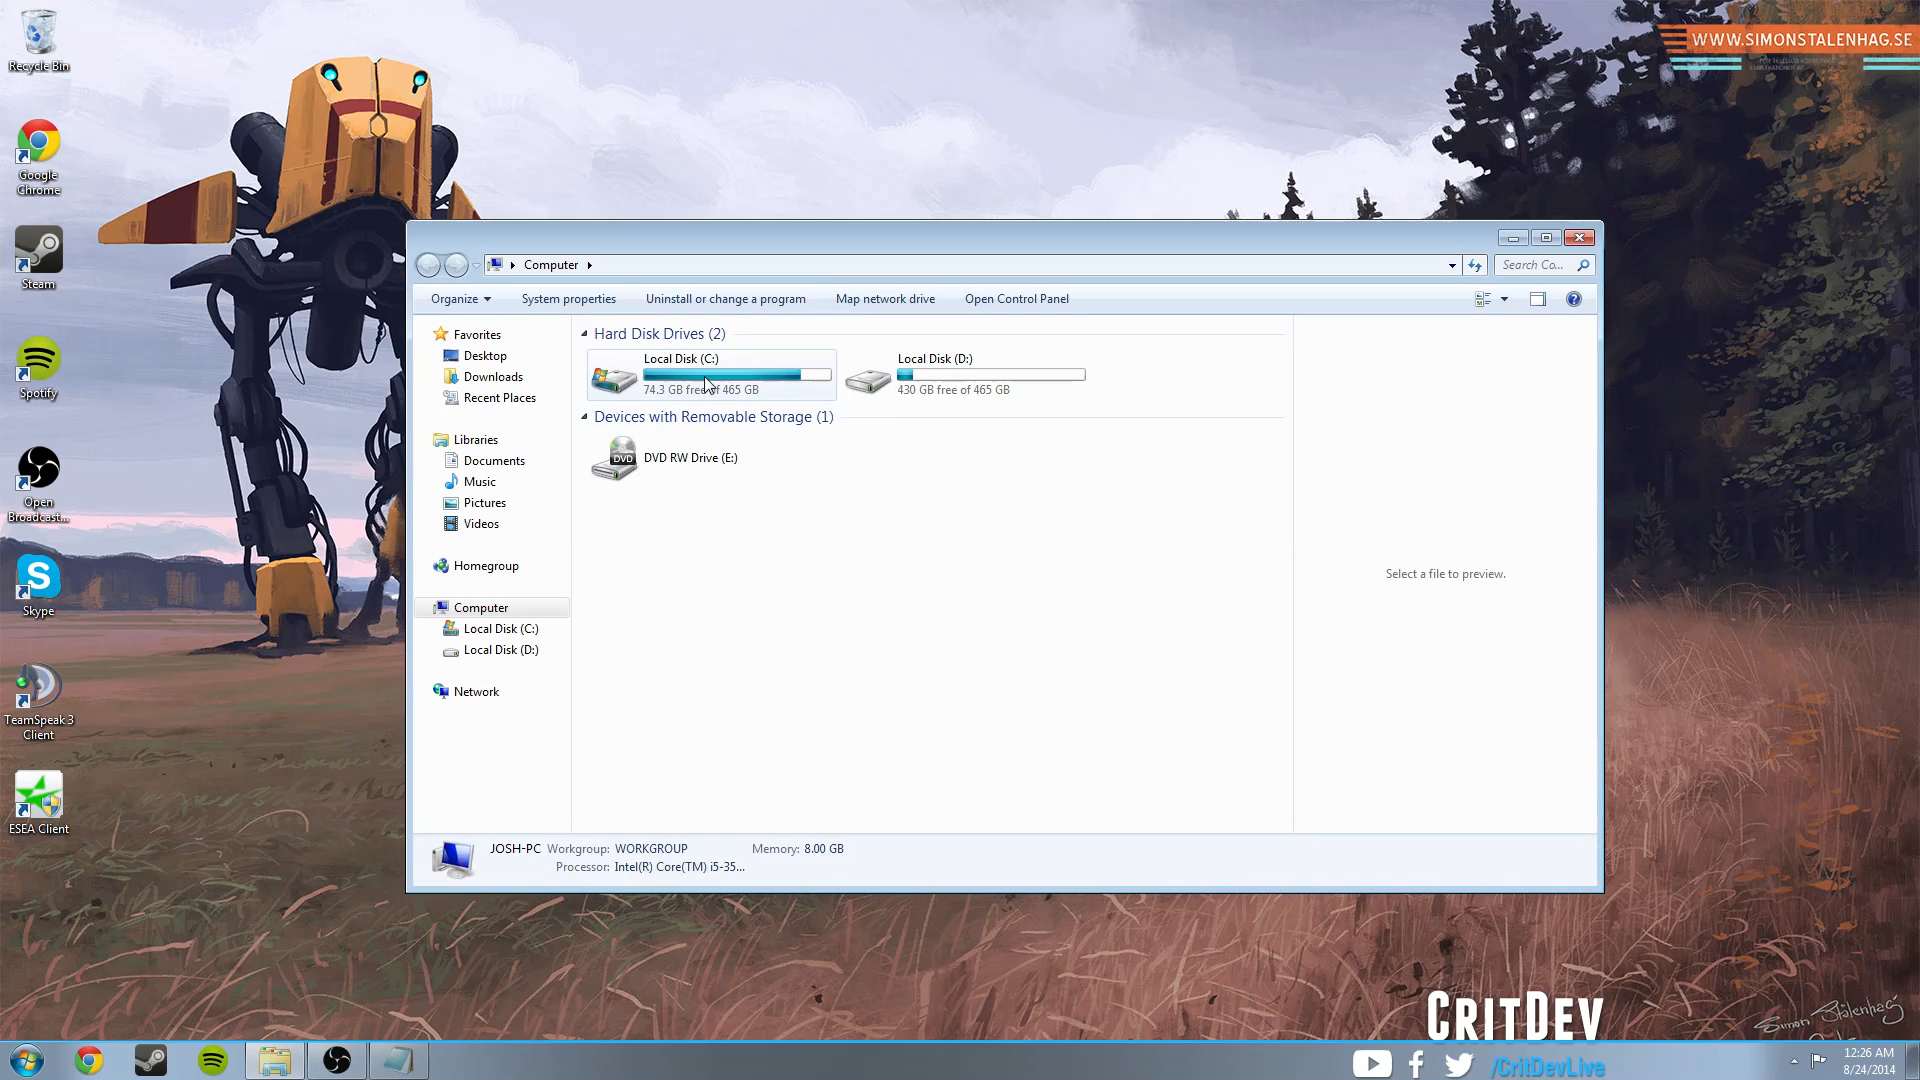 Recycle Bin
Google
Chrome
Steam
Spotify
Open
Broadcast...
Skype
TeamSpeak 3
Client
ESEA Client
WWW.SIMONSTALENHAG.SE
Computer
Search Co...
Organize
System properties
Uninstall or change a program
Map network drive
Open Control Panel
Favorites
Desktop
Downloads
Recent Places
Libraries
Documents
Music
Pictures
Videos
Homegroup
Computer
Local Disk (C:)
Local Disk (D:)
Network
Hard Disk Drives (2)
Local Disk (C:)
74.3 GB free of 465 GB
Local Disk (D:)
430 GB free of 465 GB
Devices with Removable Storage (1)
DVD
DVD RW Drive (E:)
Select a file to preview.
JOSH-PC Workgroup: WORKGROUP Memory: 8.00 GB
Processor: Intel(R) Core(TM) i5-35...
Simon Stålenhag
CRITDEV
/CritDevLive
12:26 AM
8/24/2014